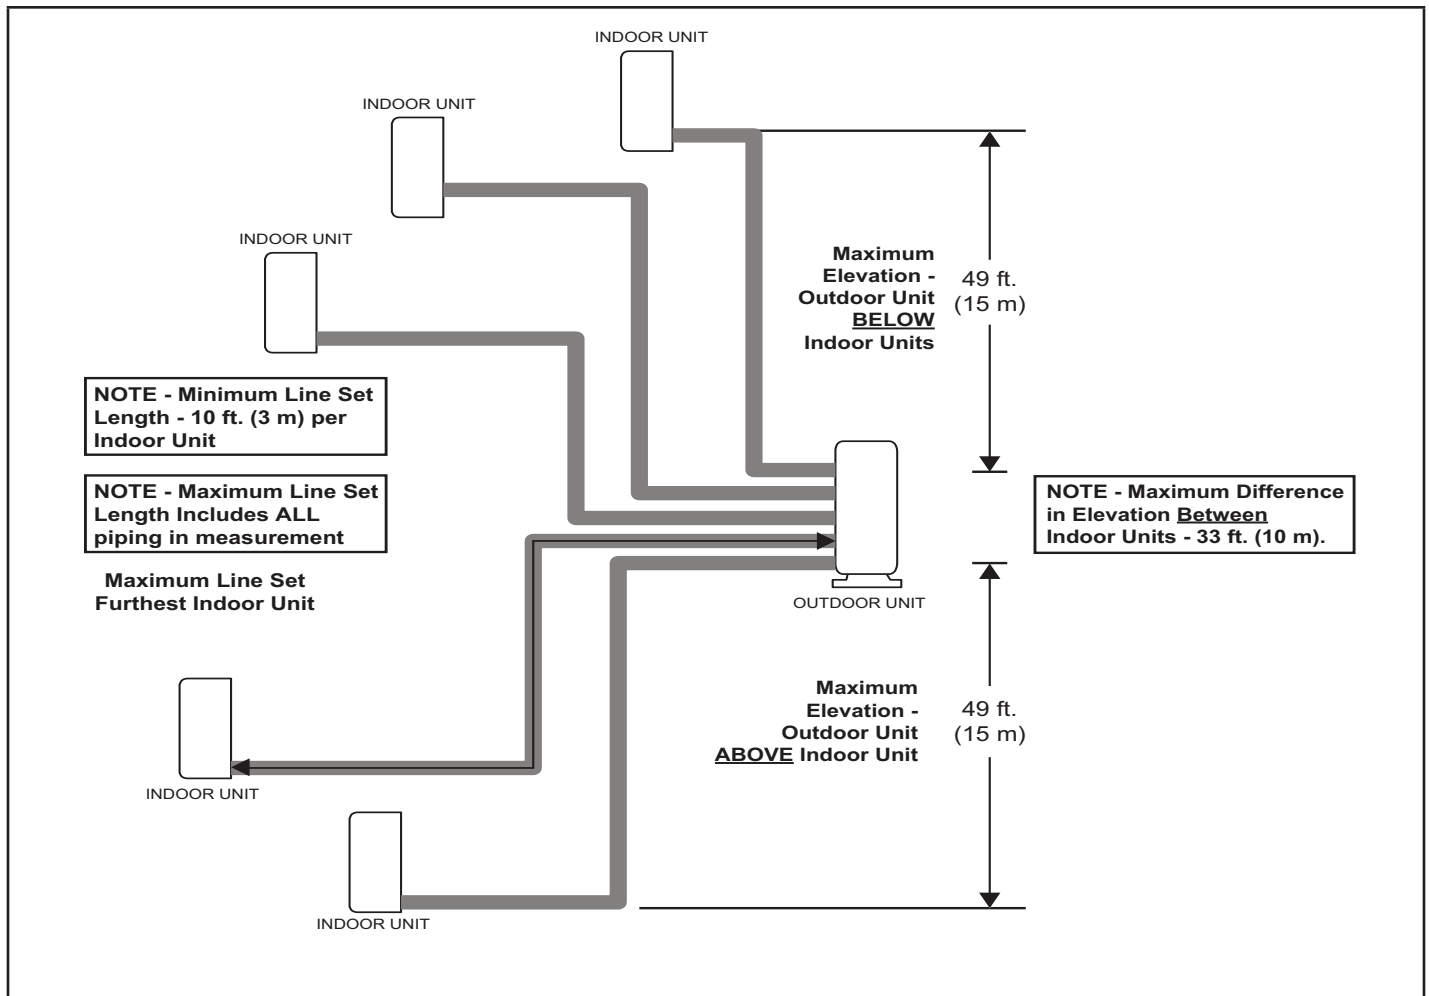 INDOOR UNIT
INDOOR UNIT
INDOOR UNIT
Maximum
Elevation -
Outdoor Unit
BELOW
Indoor Units
49 ft.
(15 m)
NOTE - Minimum Line Set
Length - 10 ft. (3 m) per
Indoor Unit
NOTE - Maximum Line Set
Length Includes ALL
piping in measurement
NOTE - Maximum Difference
in Elevation Between
Indoor Units - 33 ft. (10 m).
Maximum Line Set
Furthest Indoor Unit
OUTDOOR UNIT
Maximum
Elevation -
Outdoor Unit
ABOVE Indoor Unit
49 ft.
(15 m)
INDOOR UNIT
INDOOR UNIT